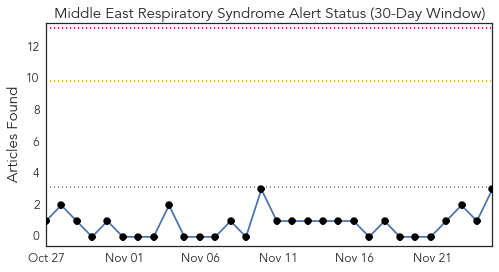 Middle East Respiratory Syndrome Alert Status (30-Day Window)
Articles Found
12
10
8
6
4
2
0
Oct 27 Nov 01 Nov 06 Nov 11 Nov 16 Nov 21